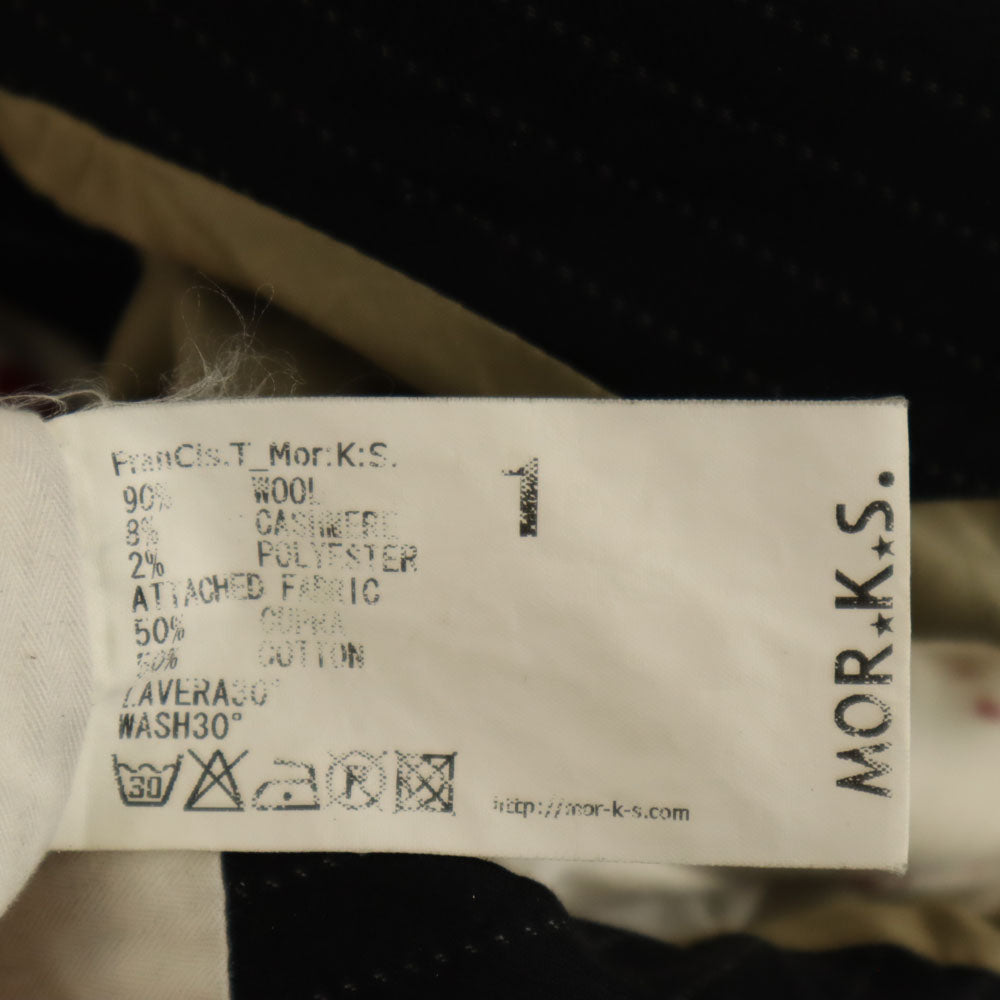 FranCis.T_Mor.K.S.
1
90% WOOL
8% CASHMERE
2% POLYESTER
ATTACHED FABRIC
50% CUPRA
50% COTTON
LAVERA30°
WASH30°
30
P
http://mor-k-s.com
MOR★K★S.